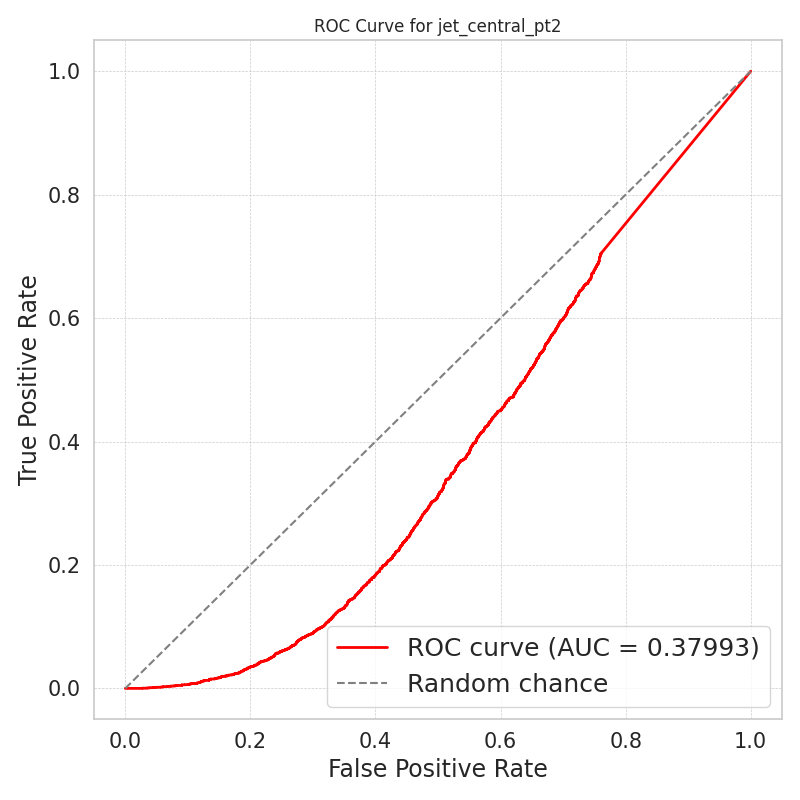 ROC Curve for jet_central_pt2
1.0
0.8
0.6
0.4
0.2
0.0
True Positive Rate
ROC curve (AUC = 0.37993)
Random chance
0.0 0.2 0.4 0.6 0.8 1.0
False Positive Rate